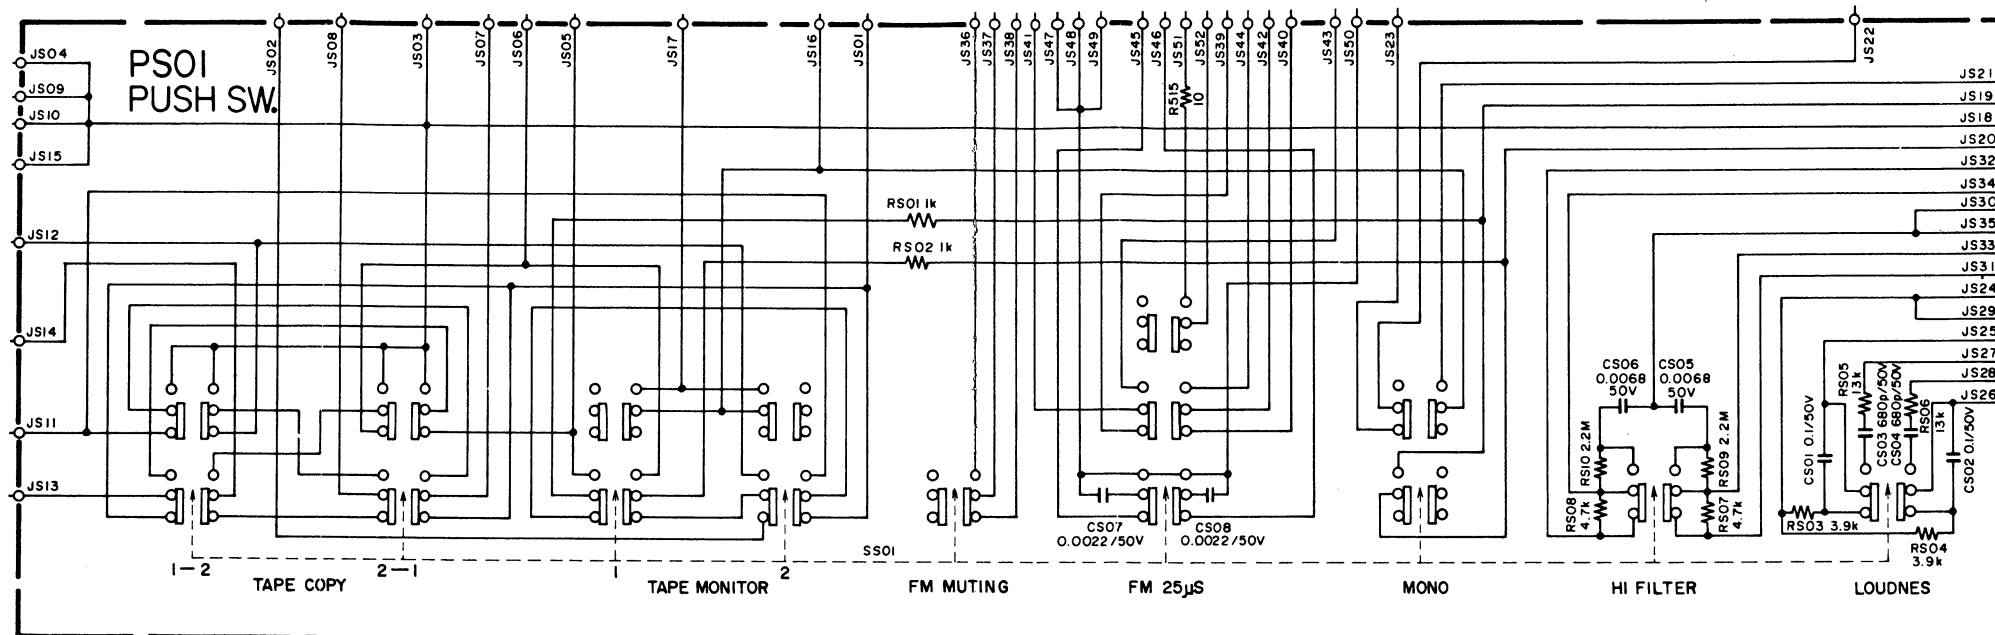 PS01
PUSH SW.
JS04
JS09
JS10
JS15
JS12
JS14
JS11
JS13
JS02
JS08
JS03
JS07
JS06
JS05
JS17
JS16
JS01
JS36
JS37
JS38
JS41
JS47
JS48
JS49
JS45
JS46
JS51
JS52
JS39
JS44
JS42
JS40
JS43
JS50
JS23
JS22
JS21
JS19
JS18
JS20
JS32
JS34
JS30
JS35
JS33
JS31
JS24
JS29
JS25
JS27
JS28
JS26
RS15
10
RS01 1k
RS02 1k
CS06
0.0068
50V
CS05
0.0068
50V
RS10 2.2M
RS09 2.2M
RS08
4.7k
RS07
4.7k
CS07
0.0022/50V
CS08
0.0022/50V
CS01 0.1/50V
RS05
13k
CS03 680p/50V
CS04 680p/50V
RS06
13k
CS02 0.1/50V
RS03 3.9k
RS04
3.9k
SS01
1-2
TAPE COPY
2-1
1
TAPE MONITOR
2
FM MUTING
FM 25µS
MONO
HI FILTER
LOUDNES